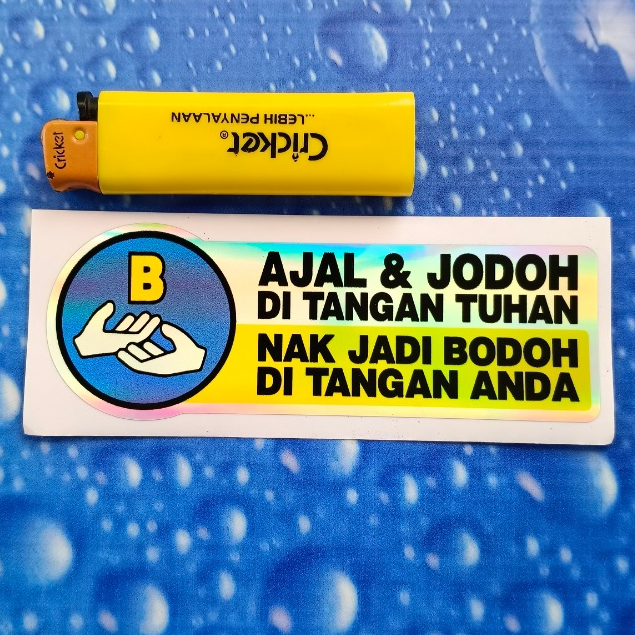 Cricket
Cricket®
...LEBIH PENYALAAN
B
AJAL & JODOH
DI TANGAN TUHAN
NAK JADI BODOH
DI TANGAN ANDA